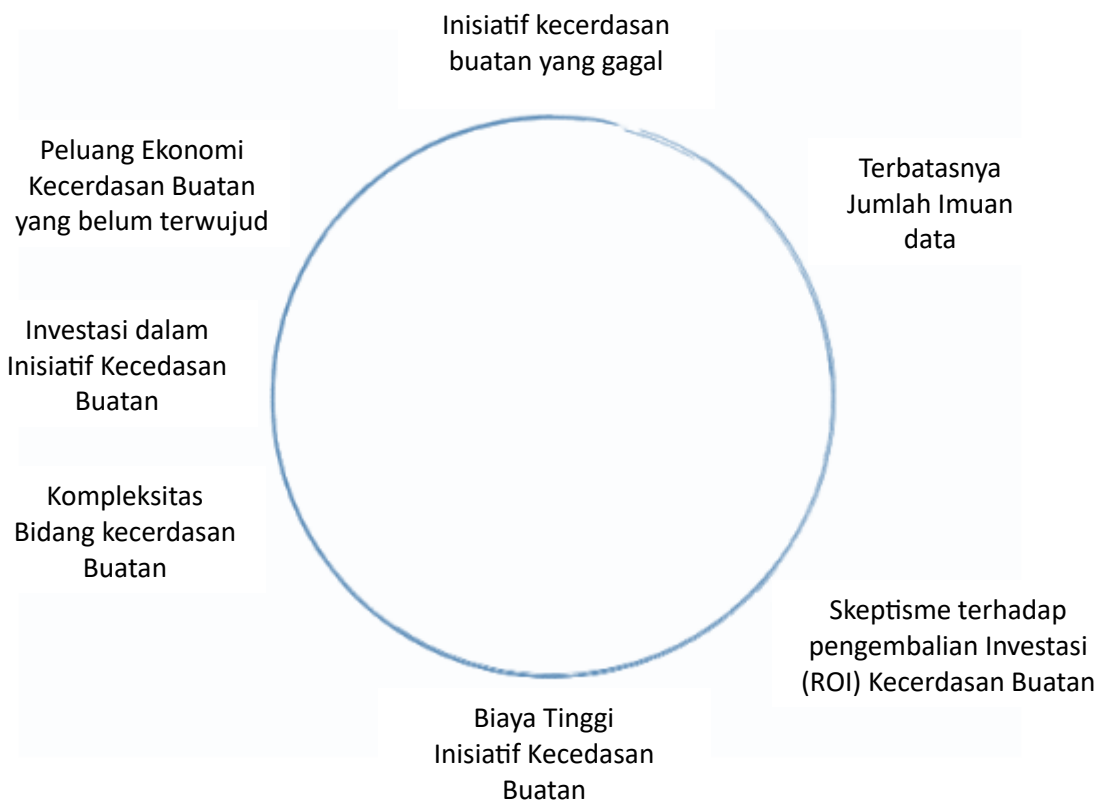 Inisiatif kecerdasan
buatan yang gagal
Terbatasnya
Jumlah Imuan
data
Skeptisme terhadap
pengembalian Investasi
(ROI) Kecerdasan Buatan
Biaya Tinggi
Inisiatif Kecedasan
Buatan
Kompleksitas
Bidang kecerdasan
Buatan
Investasi dalam
Inisiatif Kecedasan
Buatan
Peluang Ekonomi
Kecerdasan Buatan
yang belum terwujud